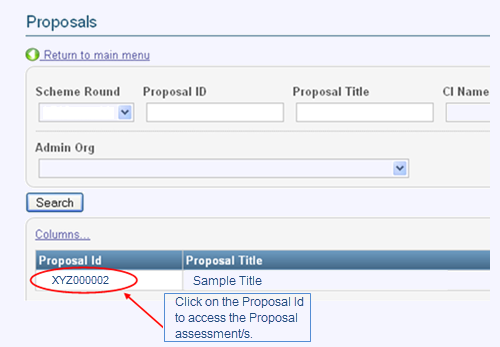 Proposals
Return to main menu
Scheme Round Proposal ID Proposal Title CI Name
Admin Org
Search
Columns...
Proposal Id Proposal Title
XYZ000002 Sample Title
Click on the Proposal Id
to access the Proposal
assessment/s.